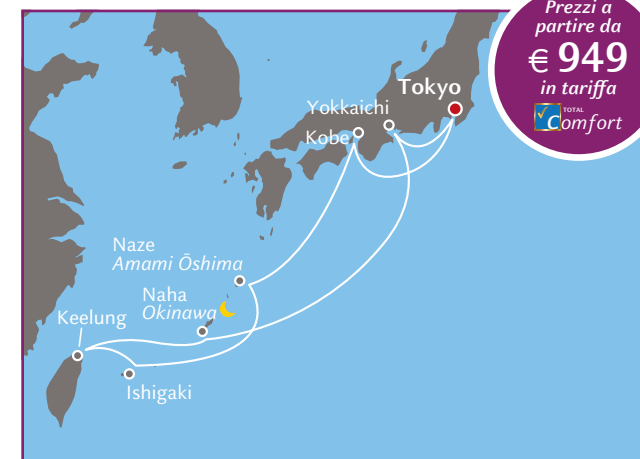 Prezzi a
partire da
€ 949
in tariffa
TOTAL
Comfort
Tokyo
Yokkaichi
Kobe
Naze
Amami Ōshima
Naha
Okinawa
Keelung
Ishigaki